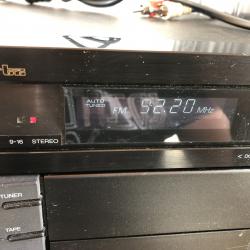 AUTO
TUNED
FM 92.20 MHz
9-16 STEREO
TUNER
TAPE